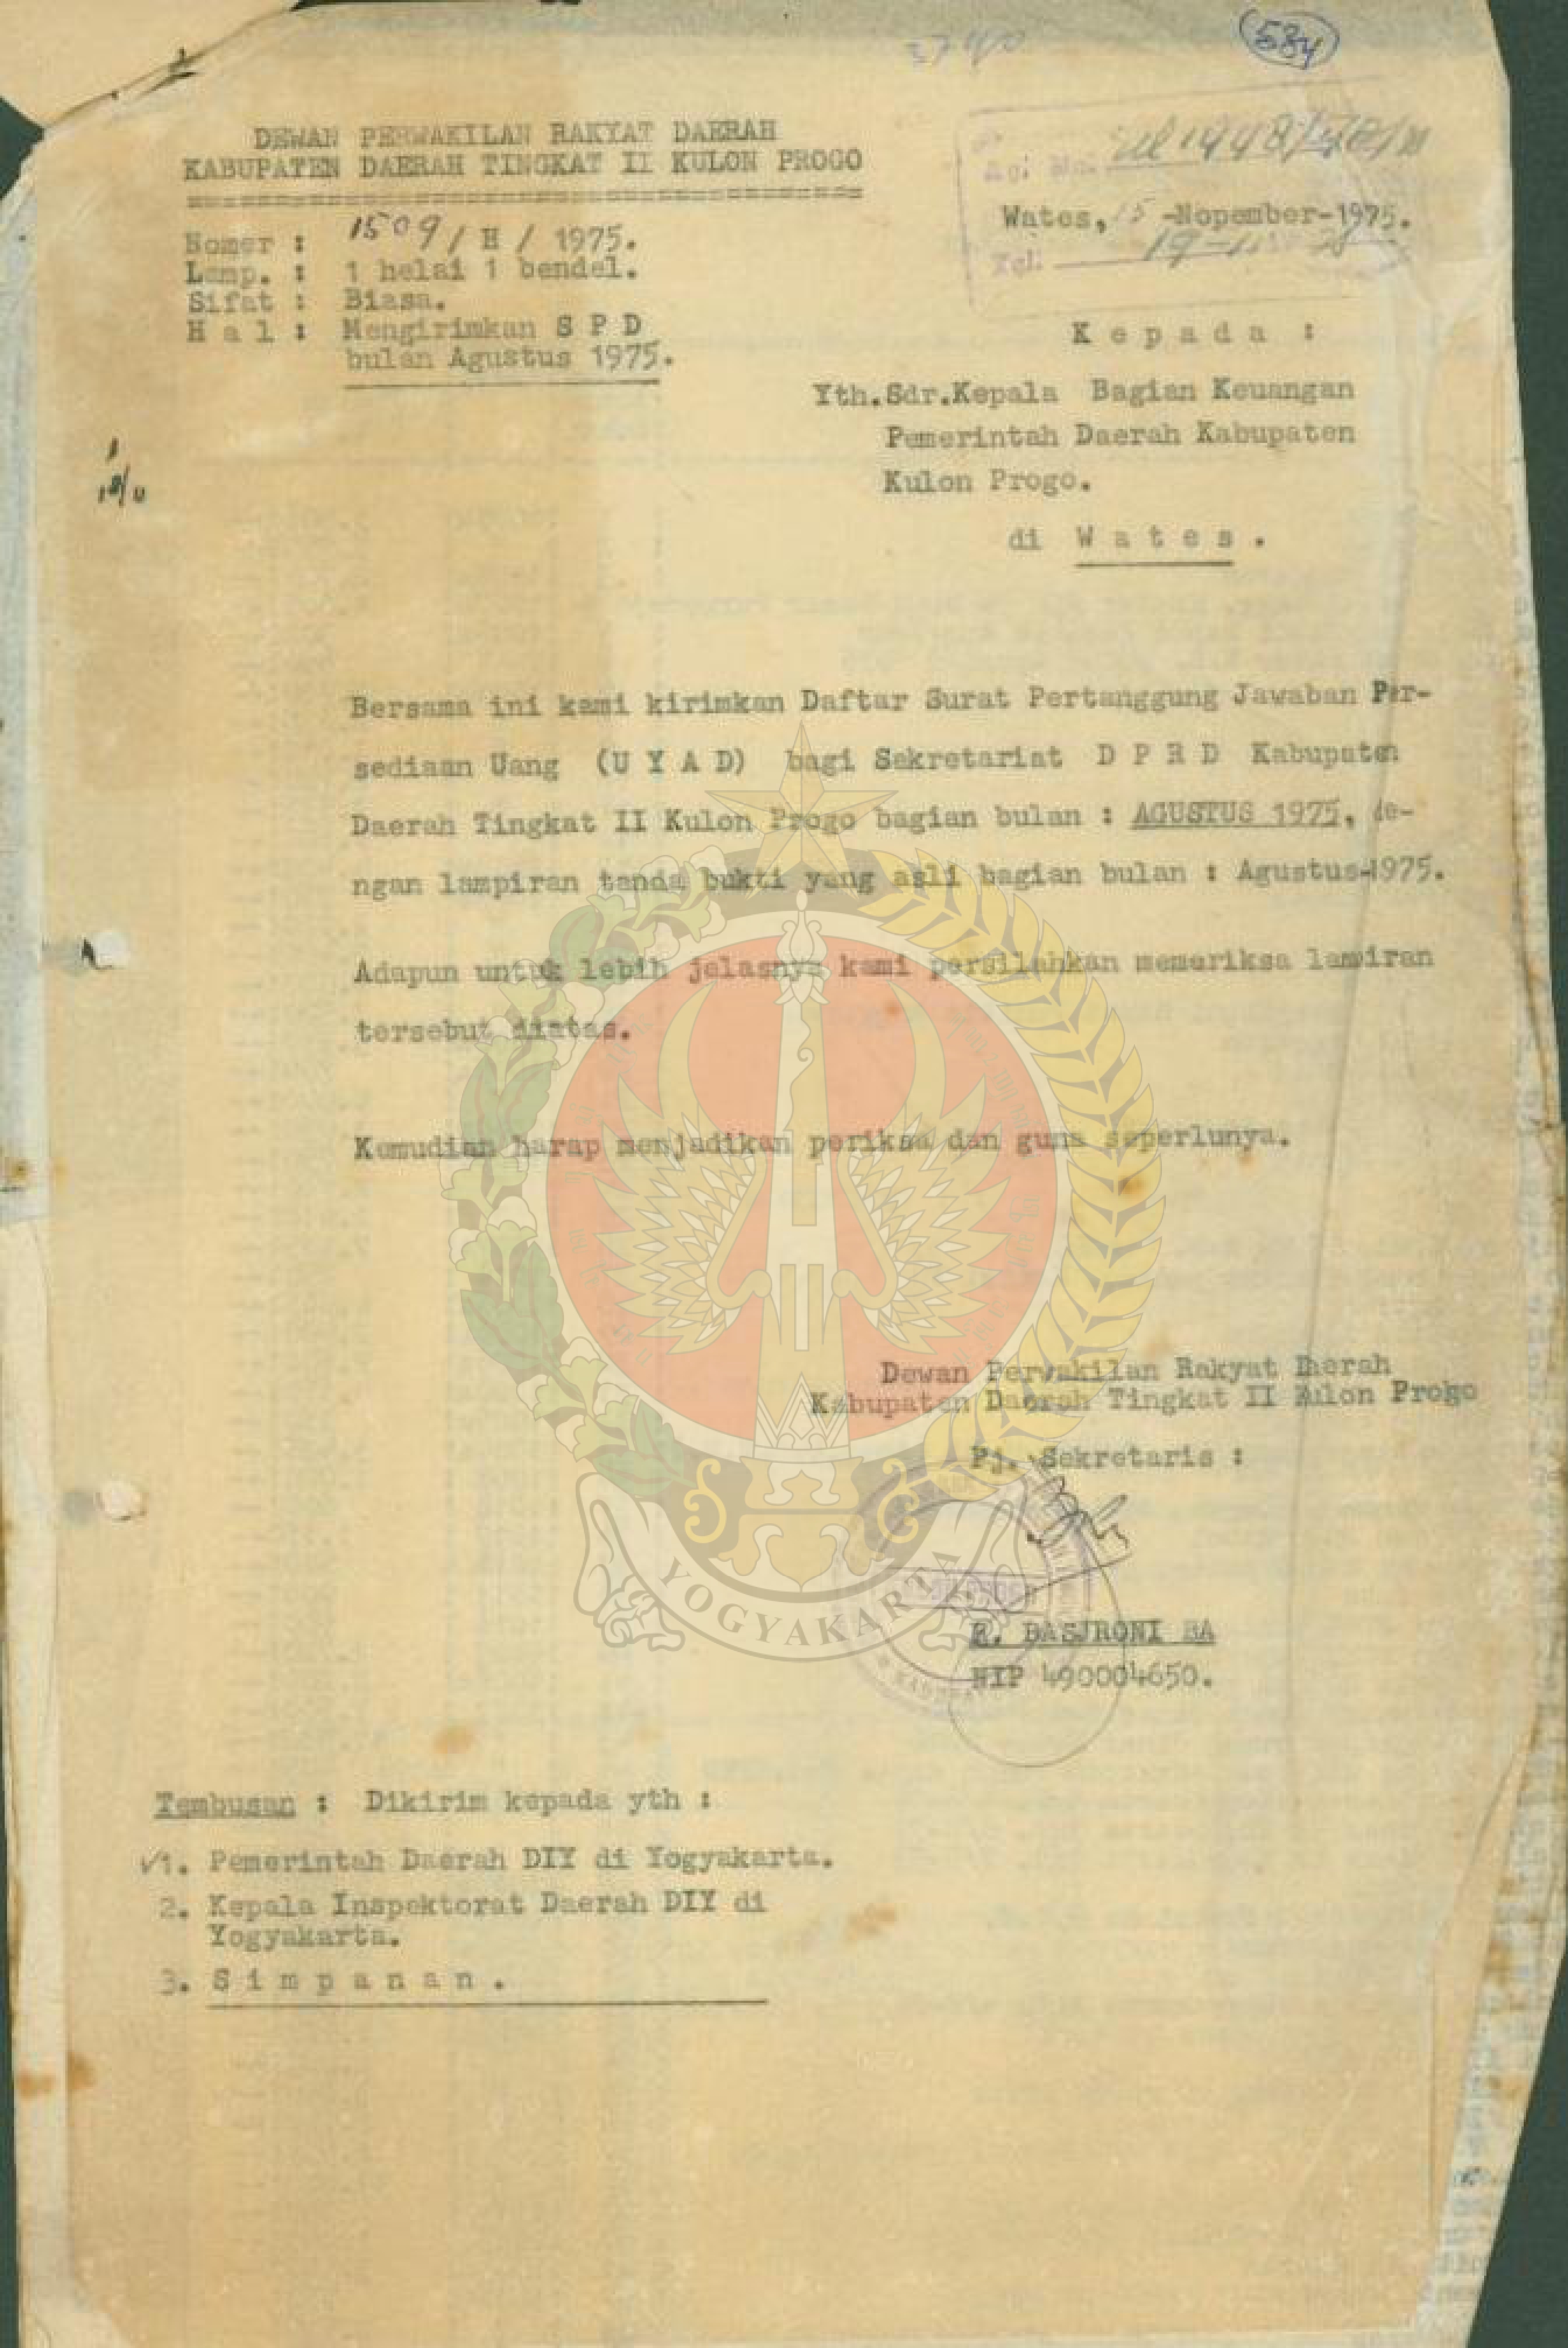 584
DEWAN PERWAKILAN RAKYAT DAERAH
KABUPATEN DAERAH TINGKAT II KULON PROGO
Ag. No.
Wates, 15 -Nopember-1975.
Tgl. 19-11-
Nomer : 1509 / H / 1975.
Lamp. : 1 helai 1 bendel.
Sifat : Biasa.
H a l : Mengirimkan S P D
bulan Agustus 1975.
K e p a d a :
Yth.Sdr.Kepala Bagian Keuangan
Pemerintah Daerah Kabupaten
Kulon Progo.
di W a t e s .
Bersama ini kami kirimkan Daftar Surat Pertanggung Jawaban Per-
sediaan Uang (U Y A D) bagi Sekretariat D P R D Kabupaten
Daerah Tingkat II Kulon Progo bagian bulan : AGUSTUS 1975, de-
ngan lampiran tanda bukti yang asli bagian bulan : Agustus-1975.
Adapun untuk lebih jelasnya kami persilahkan memeriksa lampiran
tersebut diatas.
Kemudian harap menjadikan periksa dan guna seperlunya.
Dewan Perwakilan Rakyat Daerah
Kabupaten Daerah Tingkat II Kulon Progo
Pj. Sekretaris :
YOGYAKARTA
R. DASJRONI BA
NIP 490004650.
Tembusan : Dikirim kepada yth :
1. Pemerintah Daerah DIY di Yogyakarta.
2. Kepala Inspektorat Daerah DIY di
Yogyakarta.
3. S i m p a n a n .